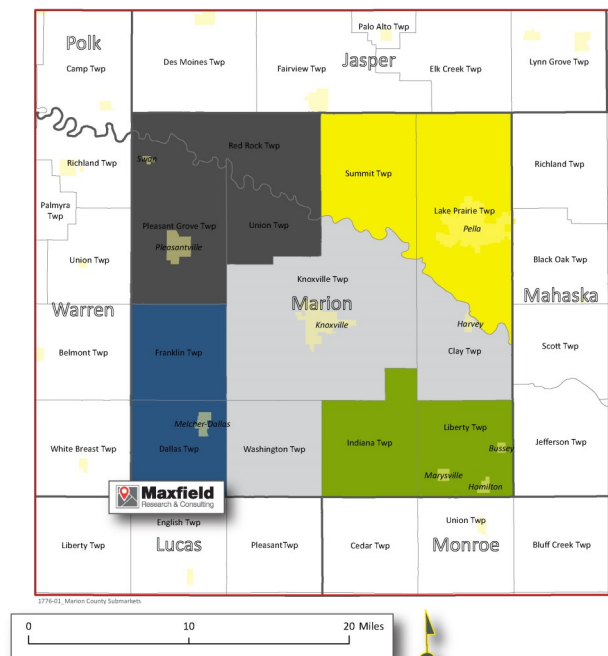 Palo Alto Twp
Polk
Jasper
Camp Twp
Des Moines Twp
Fairview Twp
Elk Creek Twp
Lynn Grove Twp
Red Rock Twp
Richland Twp
Swan
Summit Twp
Richland Twp
Palmyra
Twp
Pleasant Grove Twp
Union Twp
Lake Prairie Twp
Pella
Pleasantville
Union Twp
Black Oak Twp
Knoxville Twp
Warren
Marion
Mahaska
Knoxville
Harvey
Belmont Twp
Franklin Twp
Clay Twp
Scott Twp
Melcher-Dallas
Liberty Twp
White Breast Twp
Dallas Twp
Washington Twp
Indiana Twp
Bussey
Jefferson Twp
Marysville
Hamilton
Maxfield
Research & Consulting
English Twp
Union Twp
Liberty Twp
Lucas
PleasantTwp
Cedar Twp
Monroe
Bluff Creek Twp
1776-01_Marion County Submarkets
0 10 20 Miles